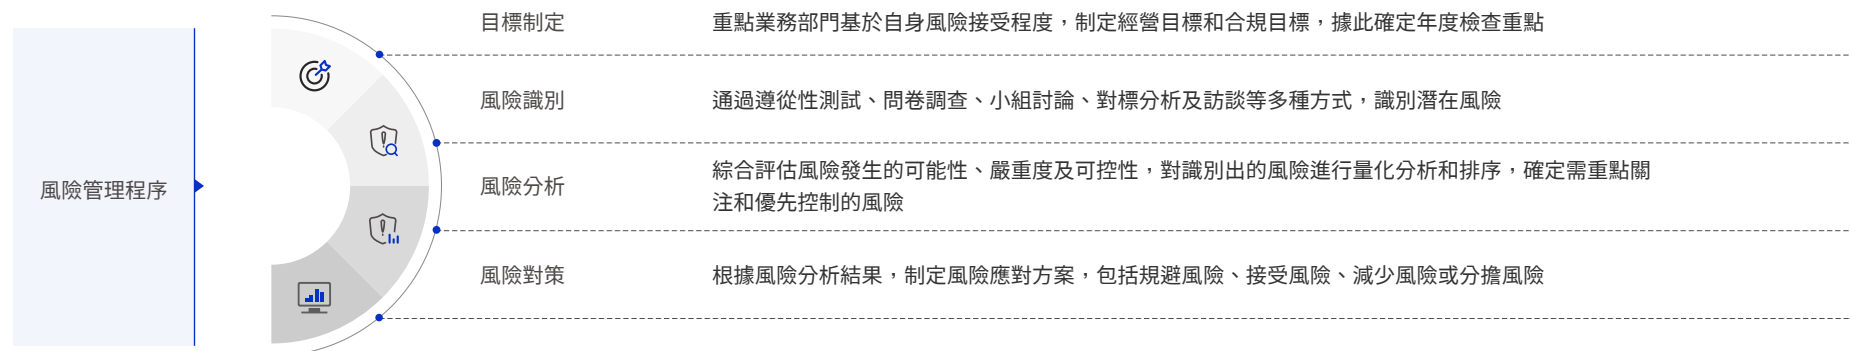 目標制定
重點業務部門基於自身風險接受程度，制定經營目標和合規目標，據此確定年度檢查重點
風險識別
通過遵從性測試、問卷調查、小組討論、對標分析及訪談等多種方式，識別潛在風險
風險管理程序
風險分析
綜合評估風險發生的可能性、嚴重度及可控性，對識別出的風險進行量化分析和排序，確定需重點關
注和優先控制的風險
風險對策
根據風險分析結果，制定風險應對方案，包括規避風險、接受風險、減少風險或分擔風險